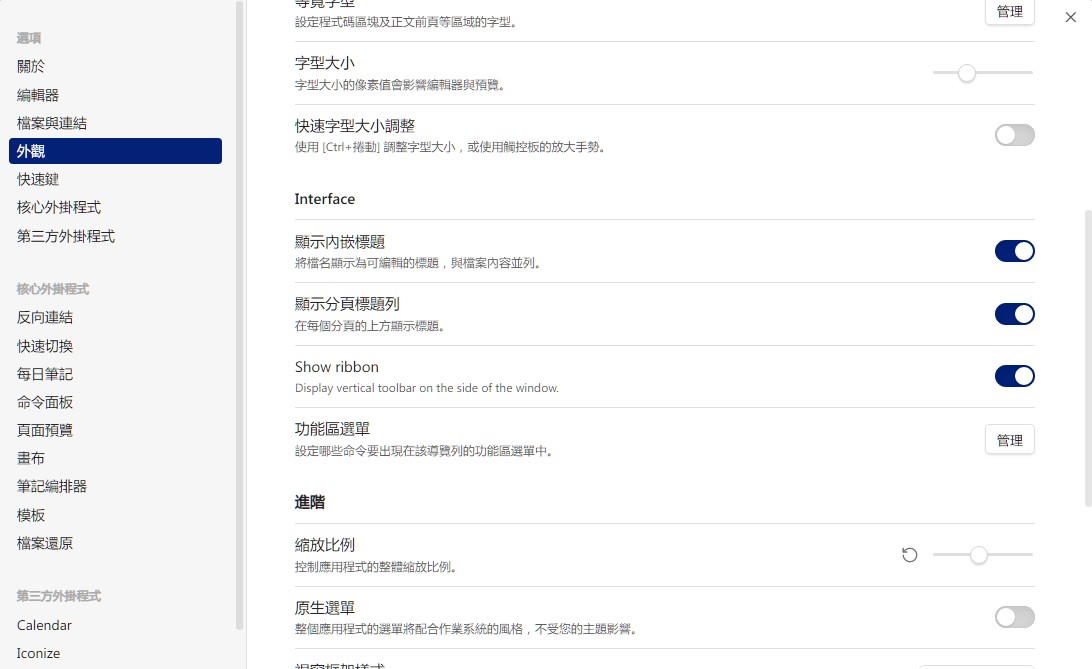 選項
關於
編輯器
檔案與連結
外觀
快速鍵
核心外掛程式
第三方外掛程式
核心外掛程式
反向連結
快速切換
每日筆記
命令面板
頁面預覽
畫布
筆記編排器
模板
檔案還原
第三方外掛程式
Calendar
Iconize
等寬字型
設定程式碼區塊及正文前頁等區域的字型。
管理
字型大小
字型大小的像素值會影響編輯器與預覽。
快速字型大小調整
使用 [Ctrl+捲動] 調整字型大小，或使用觸控板的放大手勢。
Interface
顯示內嵌標題
將檔名顯示為可編輯的標題，與檔案內容並列。
顯示分頁標題列
在每個分頁的上方顯示標題。
Show ribbon
Display vertical toolbar on the side of the window.
功能區選單
設定哪些命令要出現在該導覽列的功能區選單中。
管理
進階
縮放比例
控制應用程式的整體縮放比例。
原生選單
整個應用程式的選單將配合作業系統的風格，不受您的主題影響。
視窗框架樣式